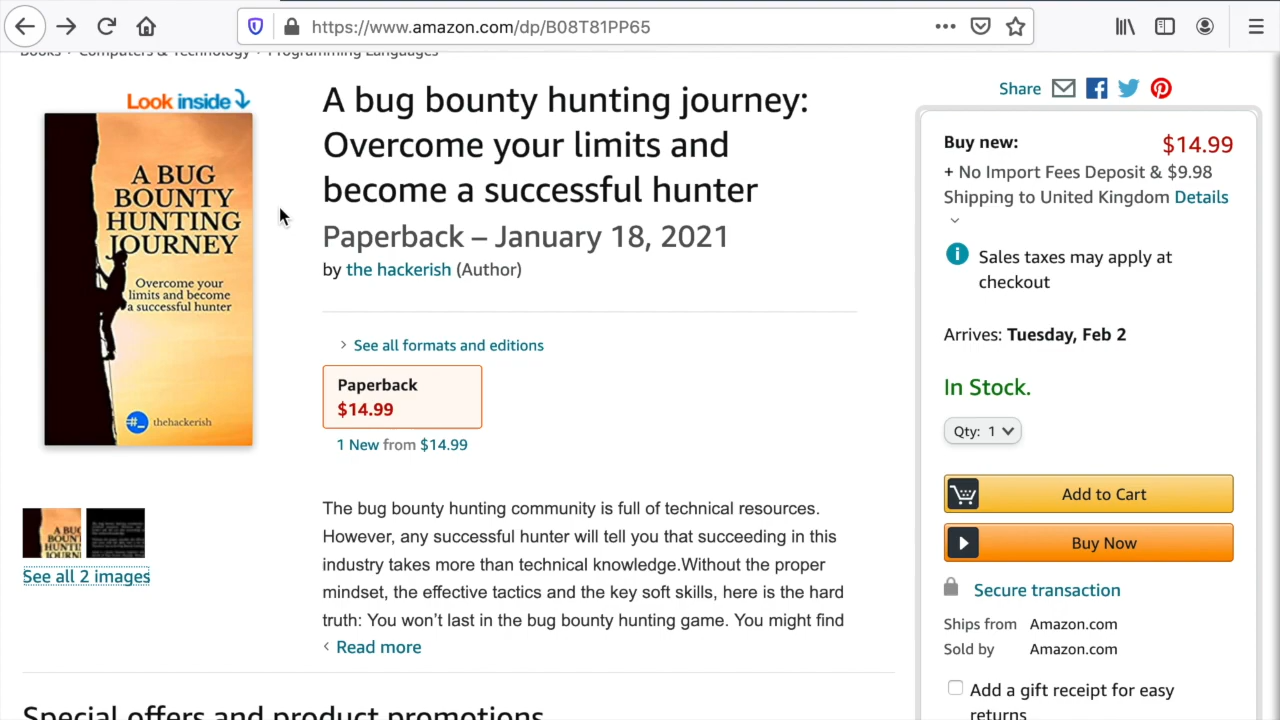 https://www.amazon.com/dp/B08T81PP65
Books › Computers & Technology › Programming Languages
Look inside
A BUG
BOUNTY
HUNTING
JOURNEY
Overcome your
limits and become
a successful hunter
#_ thehackerish
See all 2 images
A bug bounty hunting journey:
Overcome your limits and
become a successful hunter
Paperback – January 18, 2021
by the hackerish (Author)
› See all formats and editions
Paperback
$14.99
1 New from $14.99
The bug bounty hunting community is full of technical resources.
However, any successful hunter will tell you that succeeding in this
industry takes more than technical knowledge.Without the proper
mindset, the effective tactics and the key soft skills, here is the hard
truth: You won’t last in the bug bounty hunting game. You might find
‹ Read more
Special offers and product promotions
Share
Buy new: $14.99
+ No Import Fees Deposit & $9.98
Shipping to United Kingdom Details
Sales taxes may apply at
checkout
Arrives: Tuesday, Feb 2
In Stock.
Qty: 1
Add to Cart
Buy Now
Secure transaction
Ships from Amazon.com
Sold by Amazon.com
Add a gift receipt for easy
returns